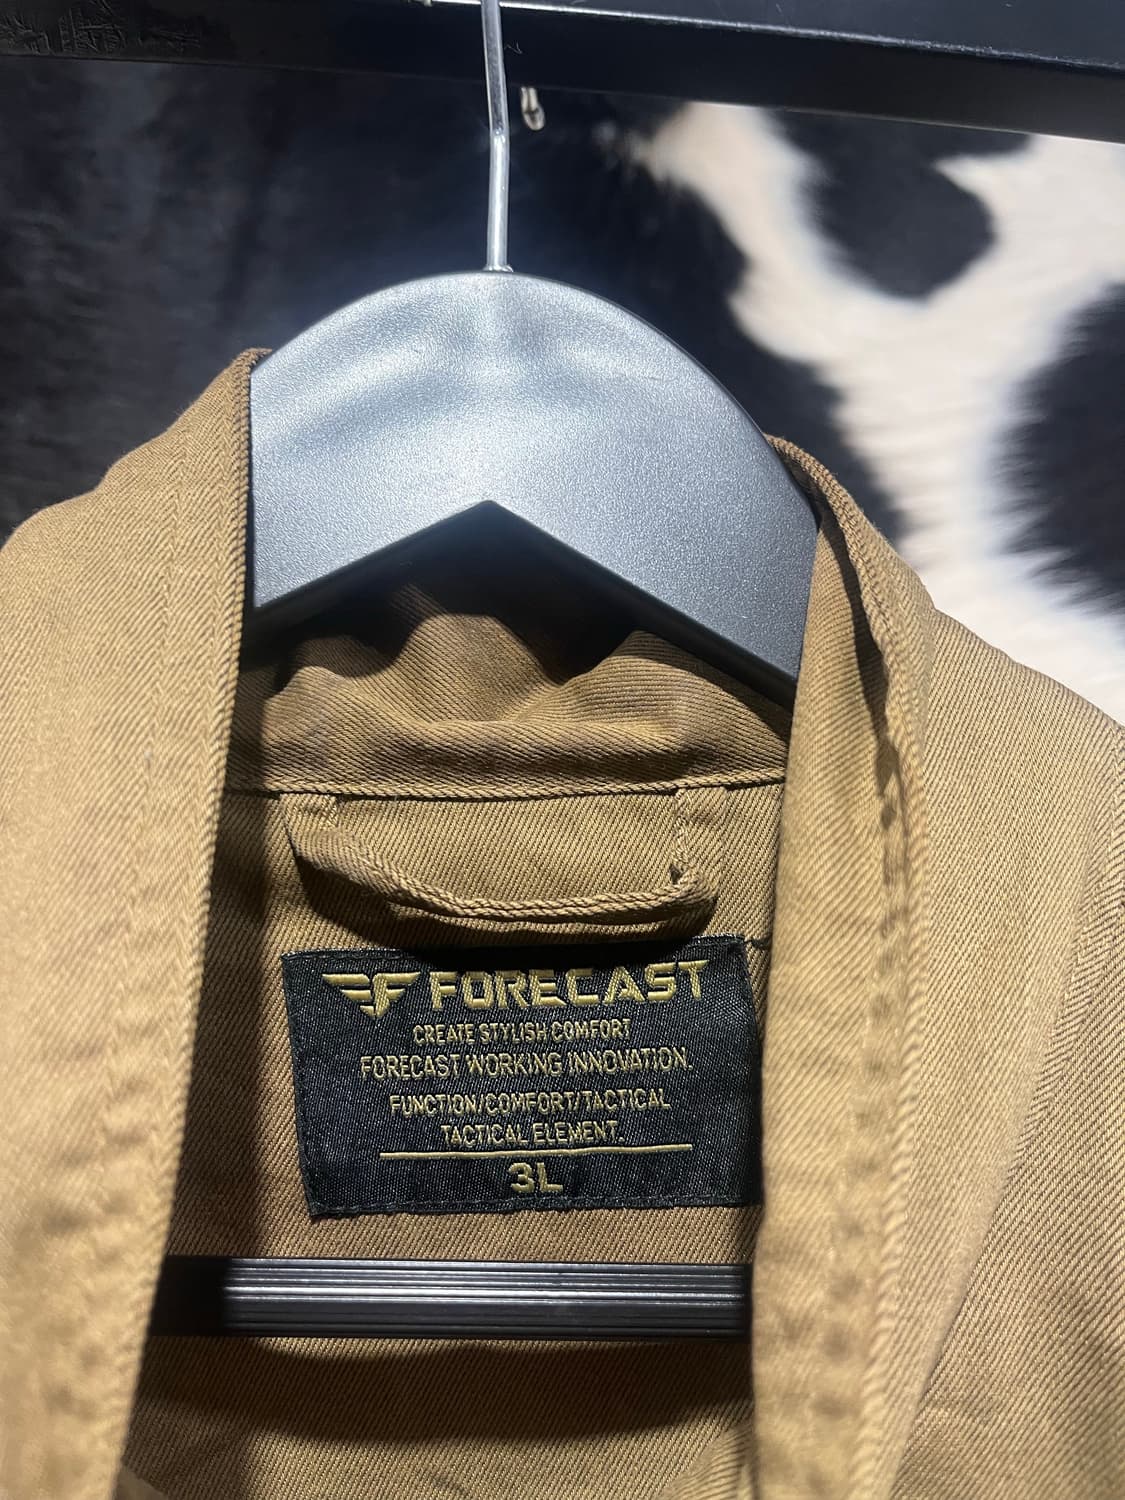 FORECAST
CREATE STYLISH COMFORT
FORECAST WORKING INNOVATION.
FUNCTION/COMFORT/TACTICAL
TACTICAL ELEMENT.
3L